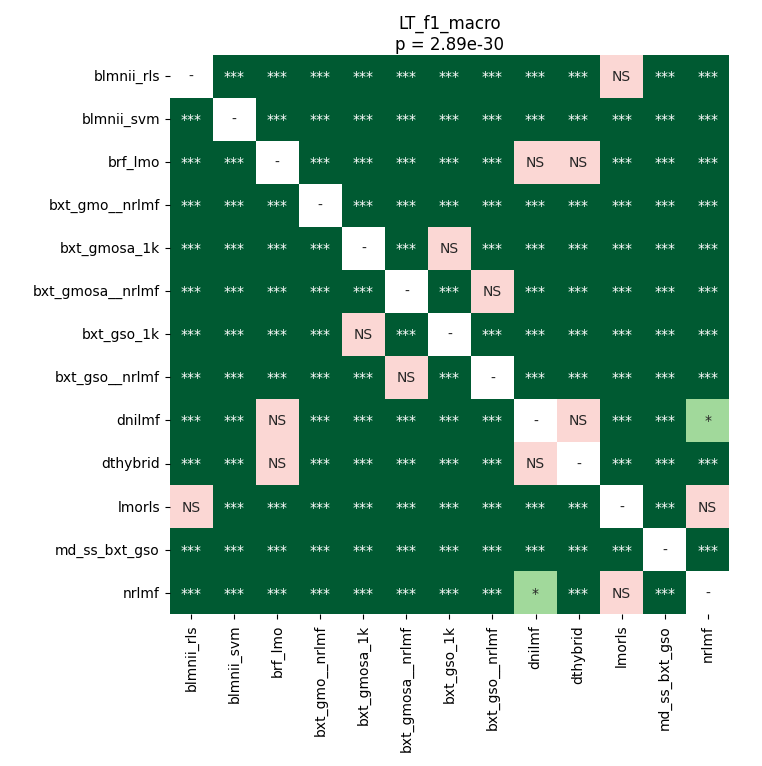 LT_f1_macro
p = 2.89e-30
blmnii_rls - *** *** *** *** *** *** *** *** *** NS *** ***
blmnii_svm *** - *** *** *** *** *** *** *** *** *** *** ***
brf_lmo *** *** - *** *** *** *** *** NS NS *** *** ***
bxt_gmo__nrlmf *** *** *** - *** *** *** *** *** *** *** *** ***
bxt_gmosa_1k *** *** *** *** - *** NS *** *** *** *** *** ***
bxt_gmosa__nrlmf *** *** *** *** *** - *** NS *** *** *** *** ***
bxt_gso_1k *** *** *** *** NS *** - *** *** *** *** *** ***
bxt_gso__nrlmf *** *** *** *** *** NS *** - *** *** *** *** ***
dnilmf *** *** NS *** *** *** *** *** - NS *** *** *
dthybrid *** *** NS *** *** *** *** *** NS - *** *** ***
lmorls NS *** *** *** *** *** *** *** *** *** - *** NS
md_ss_bxt_gso *** *** *** *** *** *** *** *** *** *** *** - ***
nrlmf *** *** *** *** *** *** *** *** * *** NS *** -
blmnii_rls
blmnii_svm
brf_lmo
bxt_gmo__nrlmf
bxt_gmosa_1k
bxt_gmosa__nrlmf
bxt_gso_1k
bxt_gso__nrlmf
dnilmf
dthybrid
lmorls
md_ss_bxt_gso
nrlmf